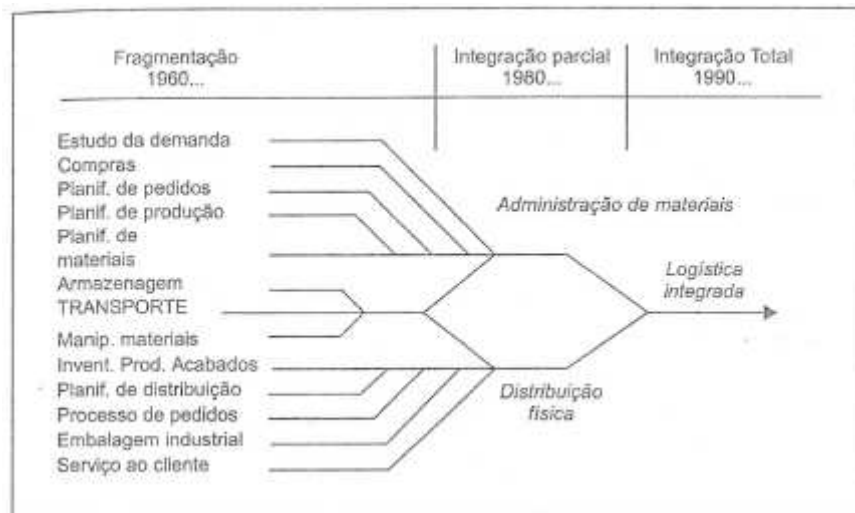 Fragmentação
1960...
Integração parcial
1980...
Integração Total
1990...
Estudo da demanda
Compras
Planif. de pedidos
Planif. de produção
Planif. de
materiais
Armazenagem
TRANSPORTE
Manip. materiais
Invent. Prod. Acabados
Planif. de distribuição
Processo de pedidos
Embalagem industrial
Serviço ao cliente
Administração de materiais
Logística
integrada
Distribuição
física